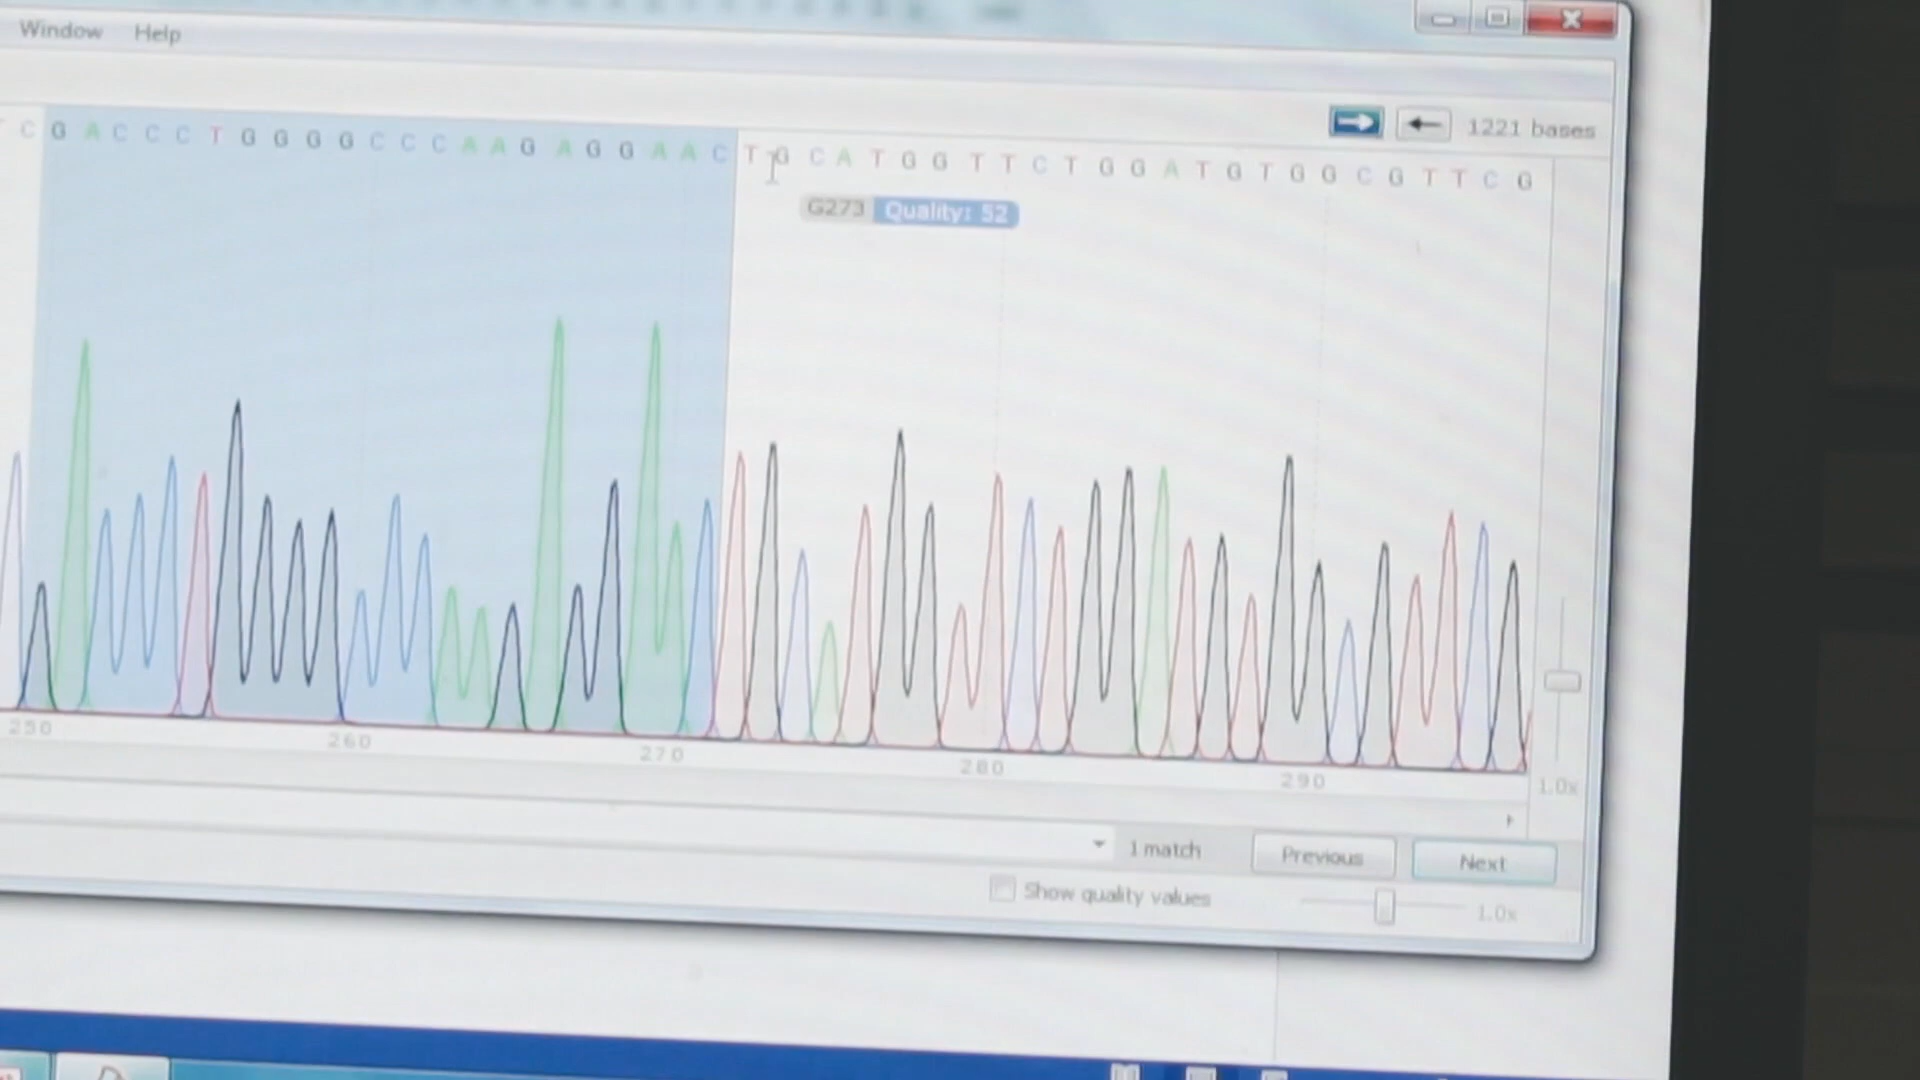 Window Help
1221 bases
C G A C C C T G G G G C C C A A G A G G A A C T G C A T G G T T C T G G A T G T G G C G T T C G
G273 Quality: 52
250 260 270 280 290
1.0x
1 match Previous Next
Show quality values 1.0x